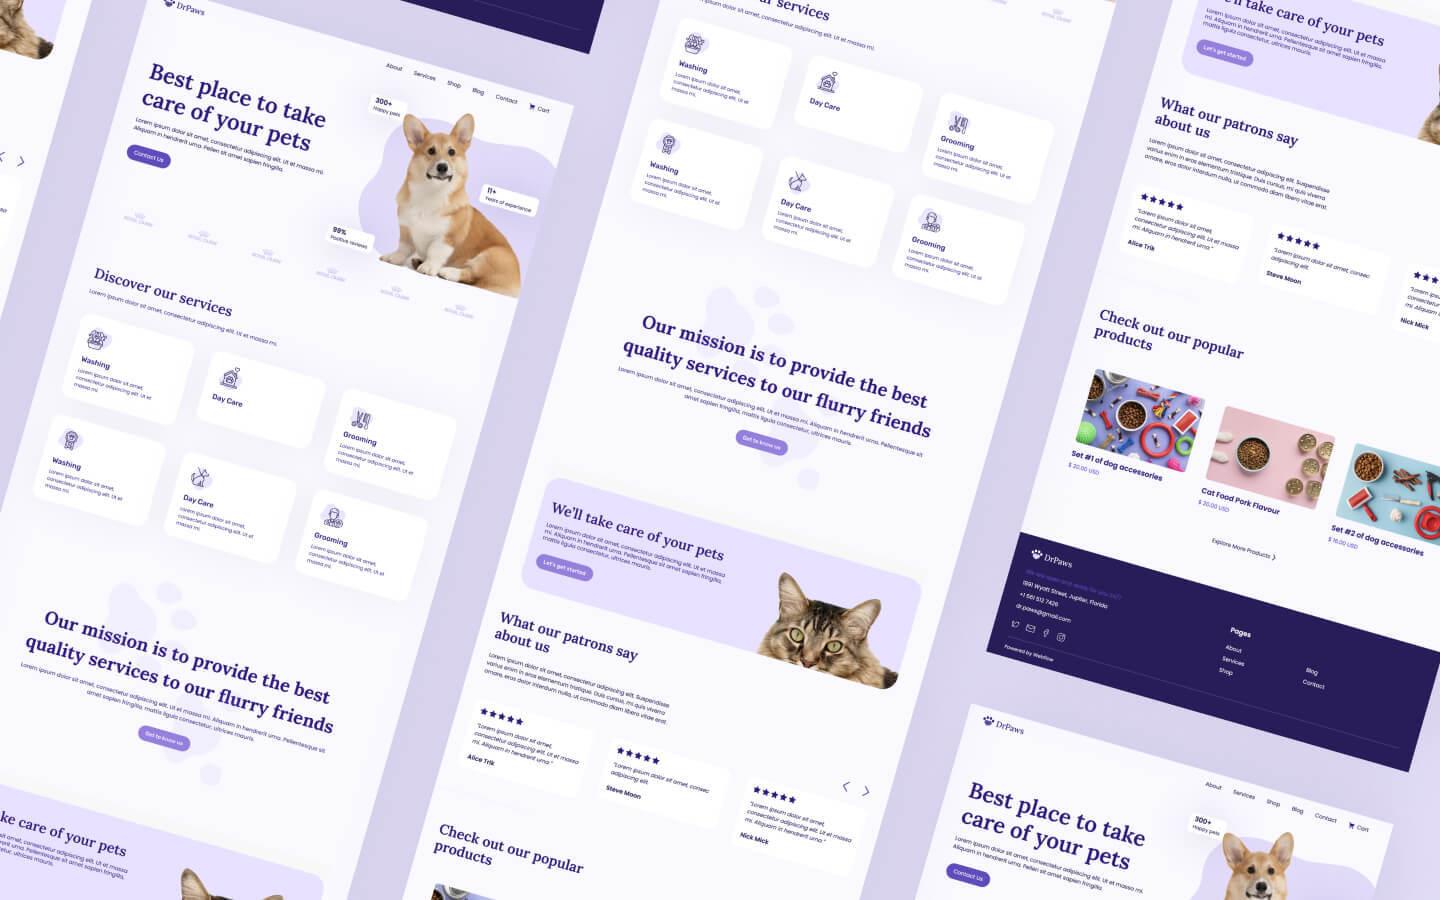 DrPaws
About
Services
Shop
Blog
Contact
Cart
Best place to take
care of your pets
Lorem ipsum dolor sit amet, consectetur adipiscing elit. Ut et massa mi.
Aliquam in hendrerit urna. Pellen sit amet sapien fringilla.
Contact Us
300+
Happy pets
11+
Years of experience
99%
Positive reviews
ROYAL CANIN
ROYAL CANIN
ROYAL CANIN
ROYAL CANIN
ROYAL CANIN
ROYAL CANIN
Discover our services
Lorem ipsum dolor sit amet, consectetur adipiscing elit. Ut et massa mi.
Washing
Lorem ipsum dolor sit amet,
consectetur adipiscing elit. Ut et
massa mi.
Day Care
Grooming
Lorem ipsum dolor sit amet,
consectetur adipiscing elit. Ut et
massa mi.
Washing
Lorem ipsum dolor sit amet,
consectetur adipiscing elit. Ut et
massa mi.
Day Care
Lorem ipsum dolor sit amet,
consectetur adipiscing elit. Ut et
massa mi.
Grooming
Lorem ipsum dolor sit amet,
consectetur adipiscing elit. Ut et
massa mi.
Our mission is to provide the best
quality services to our flurry friends
Lorem ipsum dolor sit amet, consectetur adipiscing elit. Ut et massa mi. Aliquam in hendrerit urna. Pellentesque sit
amet sapien fringilla, mattis ligula consectetur, ultrices mauris.
Get to know us
ke care of your pets
sit amet, consectetur adipiscing elit. Ut et massa
in hendrerit urna. Pellentesque sit amet sapien fringilla,
consectetur, ultrices mauris.
r services
Lorem ipsum dolor sit amet, consectetur adipiscing elit. Ut et massa mi.
ROYAL CANIN
Washing
Lorem ipsum dolor sit amet,
consectetur adipiscing elit. Ut et
massa mi.
Day Care
Grooming
Lorem ipsum dolor sit amet,
consectetur adipiscing elit. Ut et
massa mi.
Washing
Lorem ipsum dolor sit amet,
consectetur adipiscing elit. Ut et
massa mi.
Day Care
Lorem ipsum dolor sit amet,
consectetur adipiscing elit. Ut et
massa mi.
Grooming
Lorem ipsum dolor sit amet,
consectetur adipiscing elit. Ut et
massa mi.
Our mission is to provide the best
quality services to our flurry friends
Lorem ipsum dolor sit amet, consectetur adipiscing elit. Ut et massa mi. Aliquam in hendrerit urna. Pellentesque sit
amet sapien fringilla, mattis ligula consectetur, ultrices mauris.
Get to know us
We'll take care of your pets
Lorem ipsum dolor sit amet, consectetur adipiscing elit. Ut et massa
mi. Aliquam in hendrerit urna. Pellentesque sit amet sapien fringilla,
mattis ligula consectetur, ultrices mauris.
Let's get started
What our patrons say
about us
Lorem ipsum dolor sit amet, consectetur adipiscing elit. Suspendisse
varius enim in eros elementum tristique. Duis cursus, mi quis viverra
ornare, eros dolor interdum nulla, ut commodo diam libero vitae erat.
"Lorem ipsum dolor sit amet,
consectetur adipiscing elit. Ut et massa
mi. Aliquam in hendrerit urna."
Alice Trik
"Lorem ipsum dolor sit amet, consec
adipiscing elit.
Steve Moon
"Lorem ipsum dolor sit amet,
consectetur adipiscing elit. Ut et massa
mi. Aliquam in hendrerit urna."
Nick Mick
Check out our popular
products
'll take care of your pets
Lorem ipsum dolor sit amet, consectetur adipiscing elit. Ut et massa
mi. Aliquam in hendrerit urna. Pellentesque sit amet sapien fringilla,
mattis ligula consectetur, ultrices mauris.
Let's get started
What our patrons say
about us
Lorem ipsum dolor sit amet, consectetur adipiscing elit. Suspendisse
varius enim in eros elementum tristique. Duis cursus, mi quis viverra
ornare, eros dolor interdum nulla, ut commodo diam libero vitae erat.
"Lorem ipsum dolor sit amet,
consectetur adipiscing elit. Ut et massa
mi. Aliquam in hendrerit urna."
Alice Trik
"Lorem ipsum dolor sit amet, consec
adipiscing elit.
Steve Moon
"Lorem ipsum
consectetur
mi. Aliquam
Nick Mick
Check out our popular
products
Set #1 of dog accessories
$ 20.00 USD
Cat Food Pork Flavour
$ 20.00 USD
Set #2 of dog accessories
$ 16.00 USD
Explore More Products
DrPaws
1991 Wyatt Street, Jupiter, Florida
+1 561 512 7426
dr.paws@gmail.com
Powered by Webflow
Pages
About
Services
Shop
Blog
Contact
DrPaws
About
Services
Shop
Blog
Contact
Cart
Best place to take
care of your pets
Lorem ipsum dolor sit amet, consectetur adipiscing elit. Ut et massa mi.
Aliquam in hendrerit urna. Pellen sit amet sapien fringilla.
Contact Us
300+
Happy pets